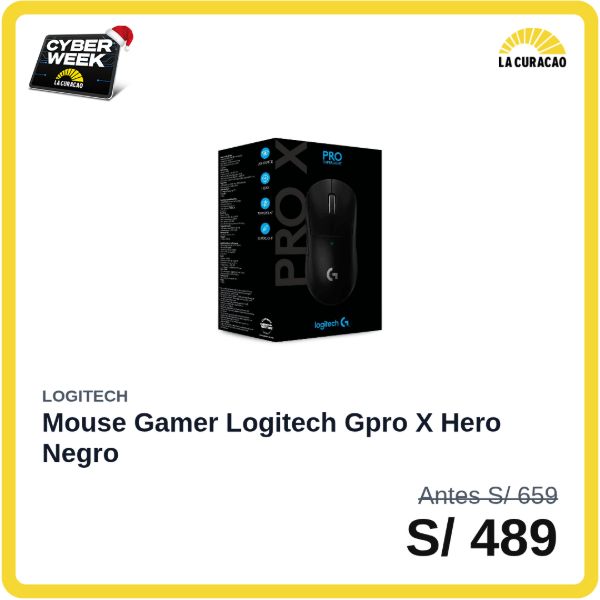 CYBER
WEEK
LA CURACAO
LA CURACAO
PRO
PRO X
logitech G
LOGITECH
Mouse Gamer Logitech Gpro X Hero
Negro
Antes S/ 659
S/ 489